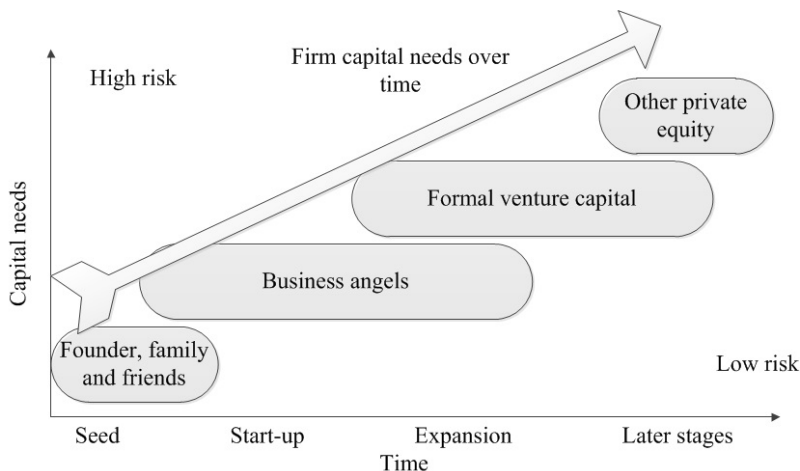 High risk
Firm capital needs over
time
Other private
equity
Formal venture capital
Business angels
Founder, family
and friends
Low risk
Capital needs
Seed
Start-up
Expansion
Later stages
Time